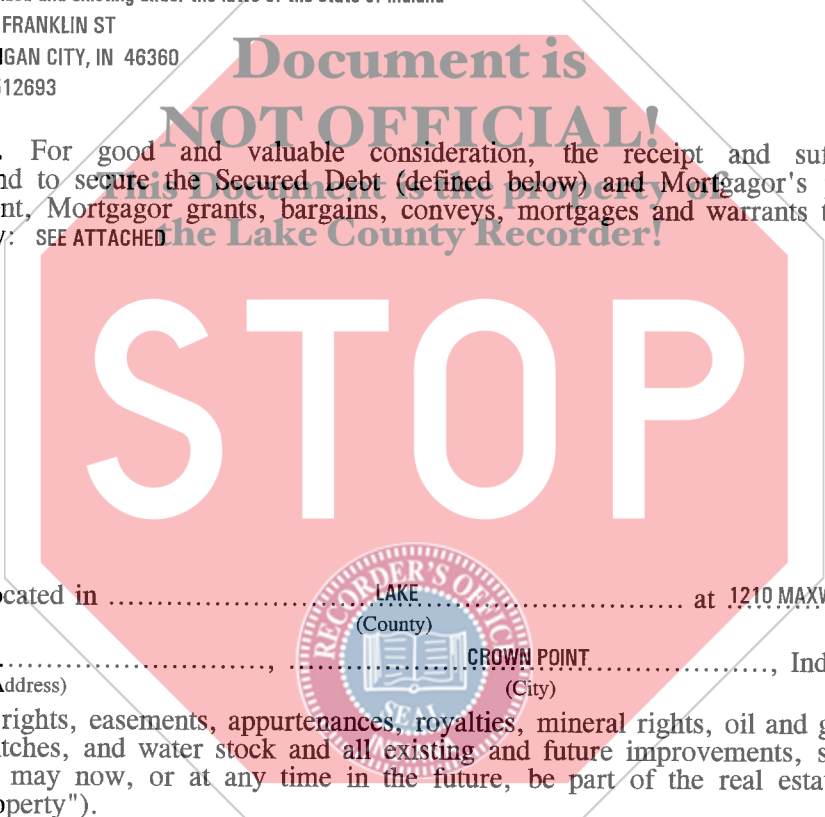 FRANKLIN ST
GAN CITY, IN 46360
12693
Document is
NOT OFFICIAL!
This Document is the property of
the Lake County Recorder!
For good and valuable consideration, the receipt and suf
nd to secure the Secured Debt (defined below) and Mortgagor's
nt, Mortgagor grants, bargains, conveys, mortgages and warrants t
y: SEE ATTACHED
STOP
cated in LAKE at 1210 MAXW
(County)
CROWN POINT, Ind
Address) (City)
rights, easements, appurtenances, royalties, mineral rights, oil and g
itches, and water stock and all existing and future improvements, s
may now, or at any time in the future, be part of the real esta
operty").
RECORDER'S OFFICE
SEAL